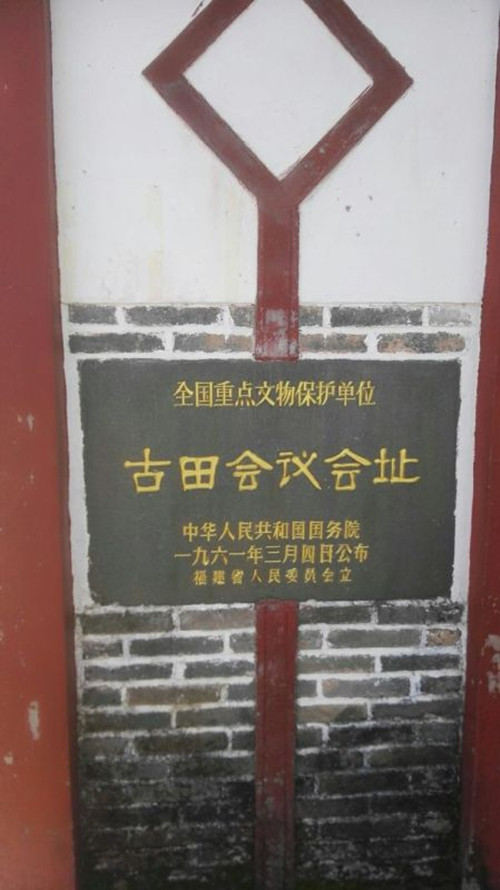 全国重点文物保护单位
古田会议会址
中华人民共和国国务院
一九六一年三月四日公布
福建省人民委员会立